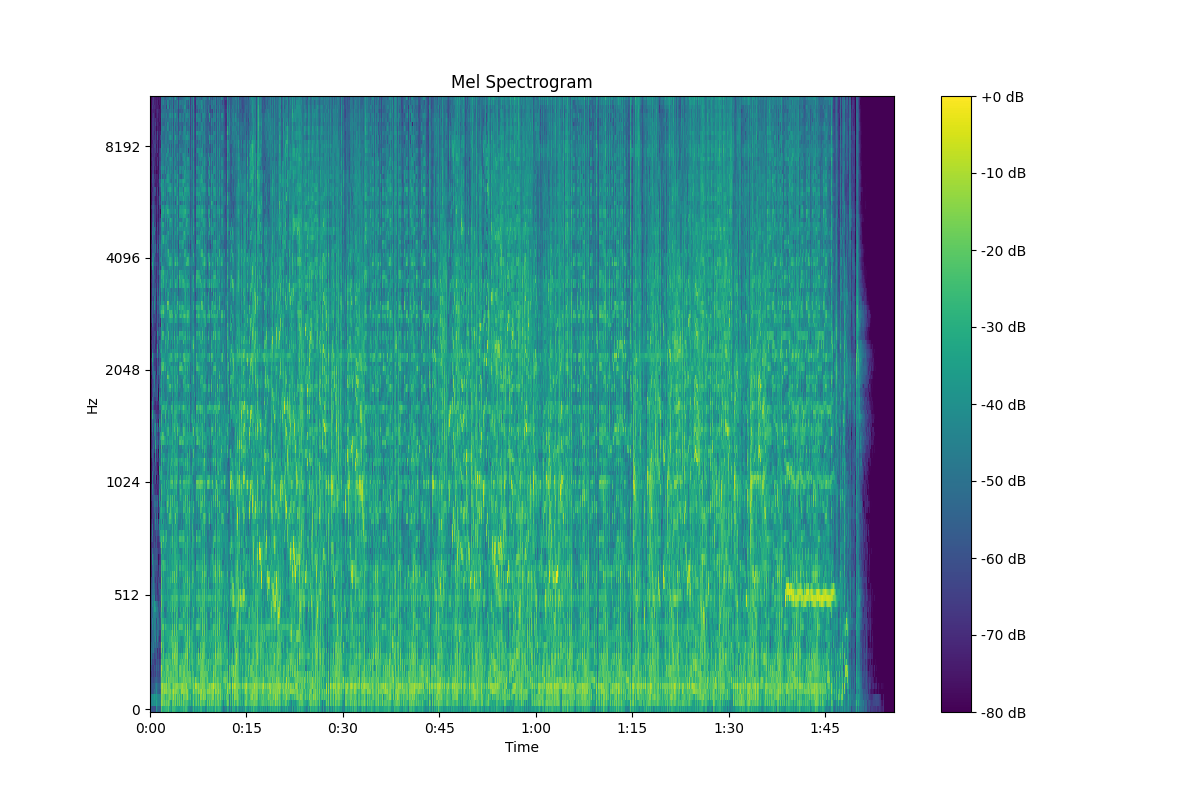 Mel Spectrogram
+0 dB
8192
-10 dB
-20 dB
4096
-30 dB
2048
-40 dB
Hz
1024
-50 dB
-60 dB
512
-70 dB
0
-80 dB
0:00 0:15 0:30 0:45 1:00 1:15 1:30 1:45
Time